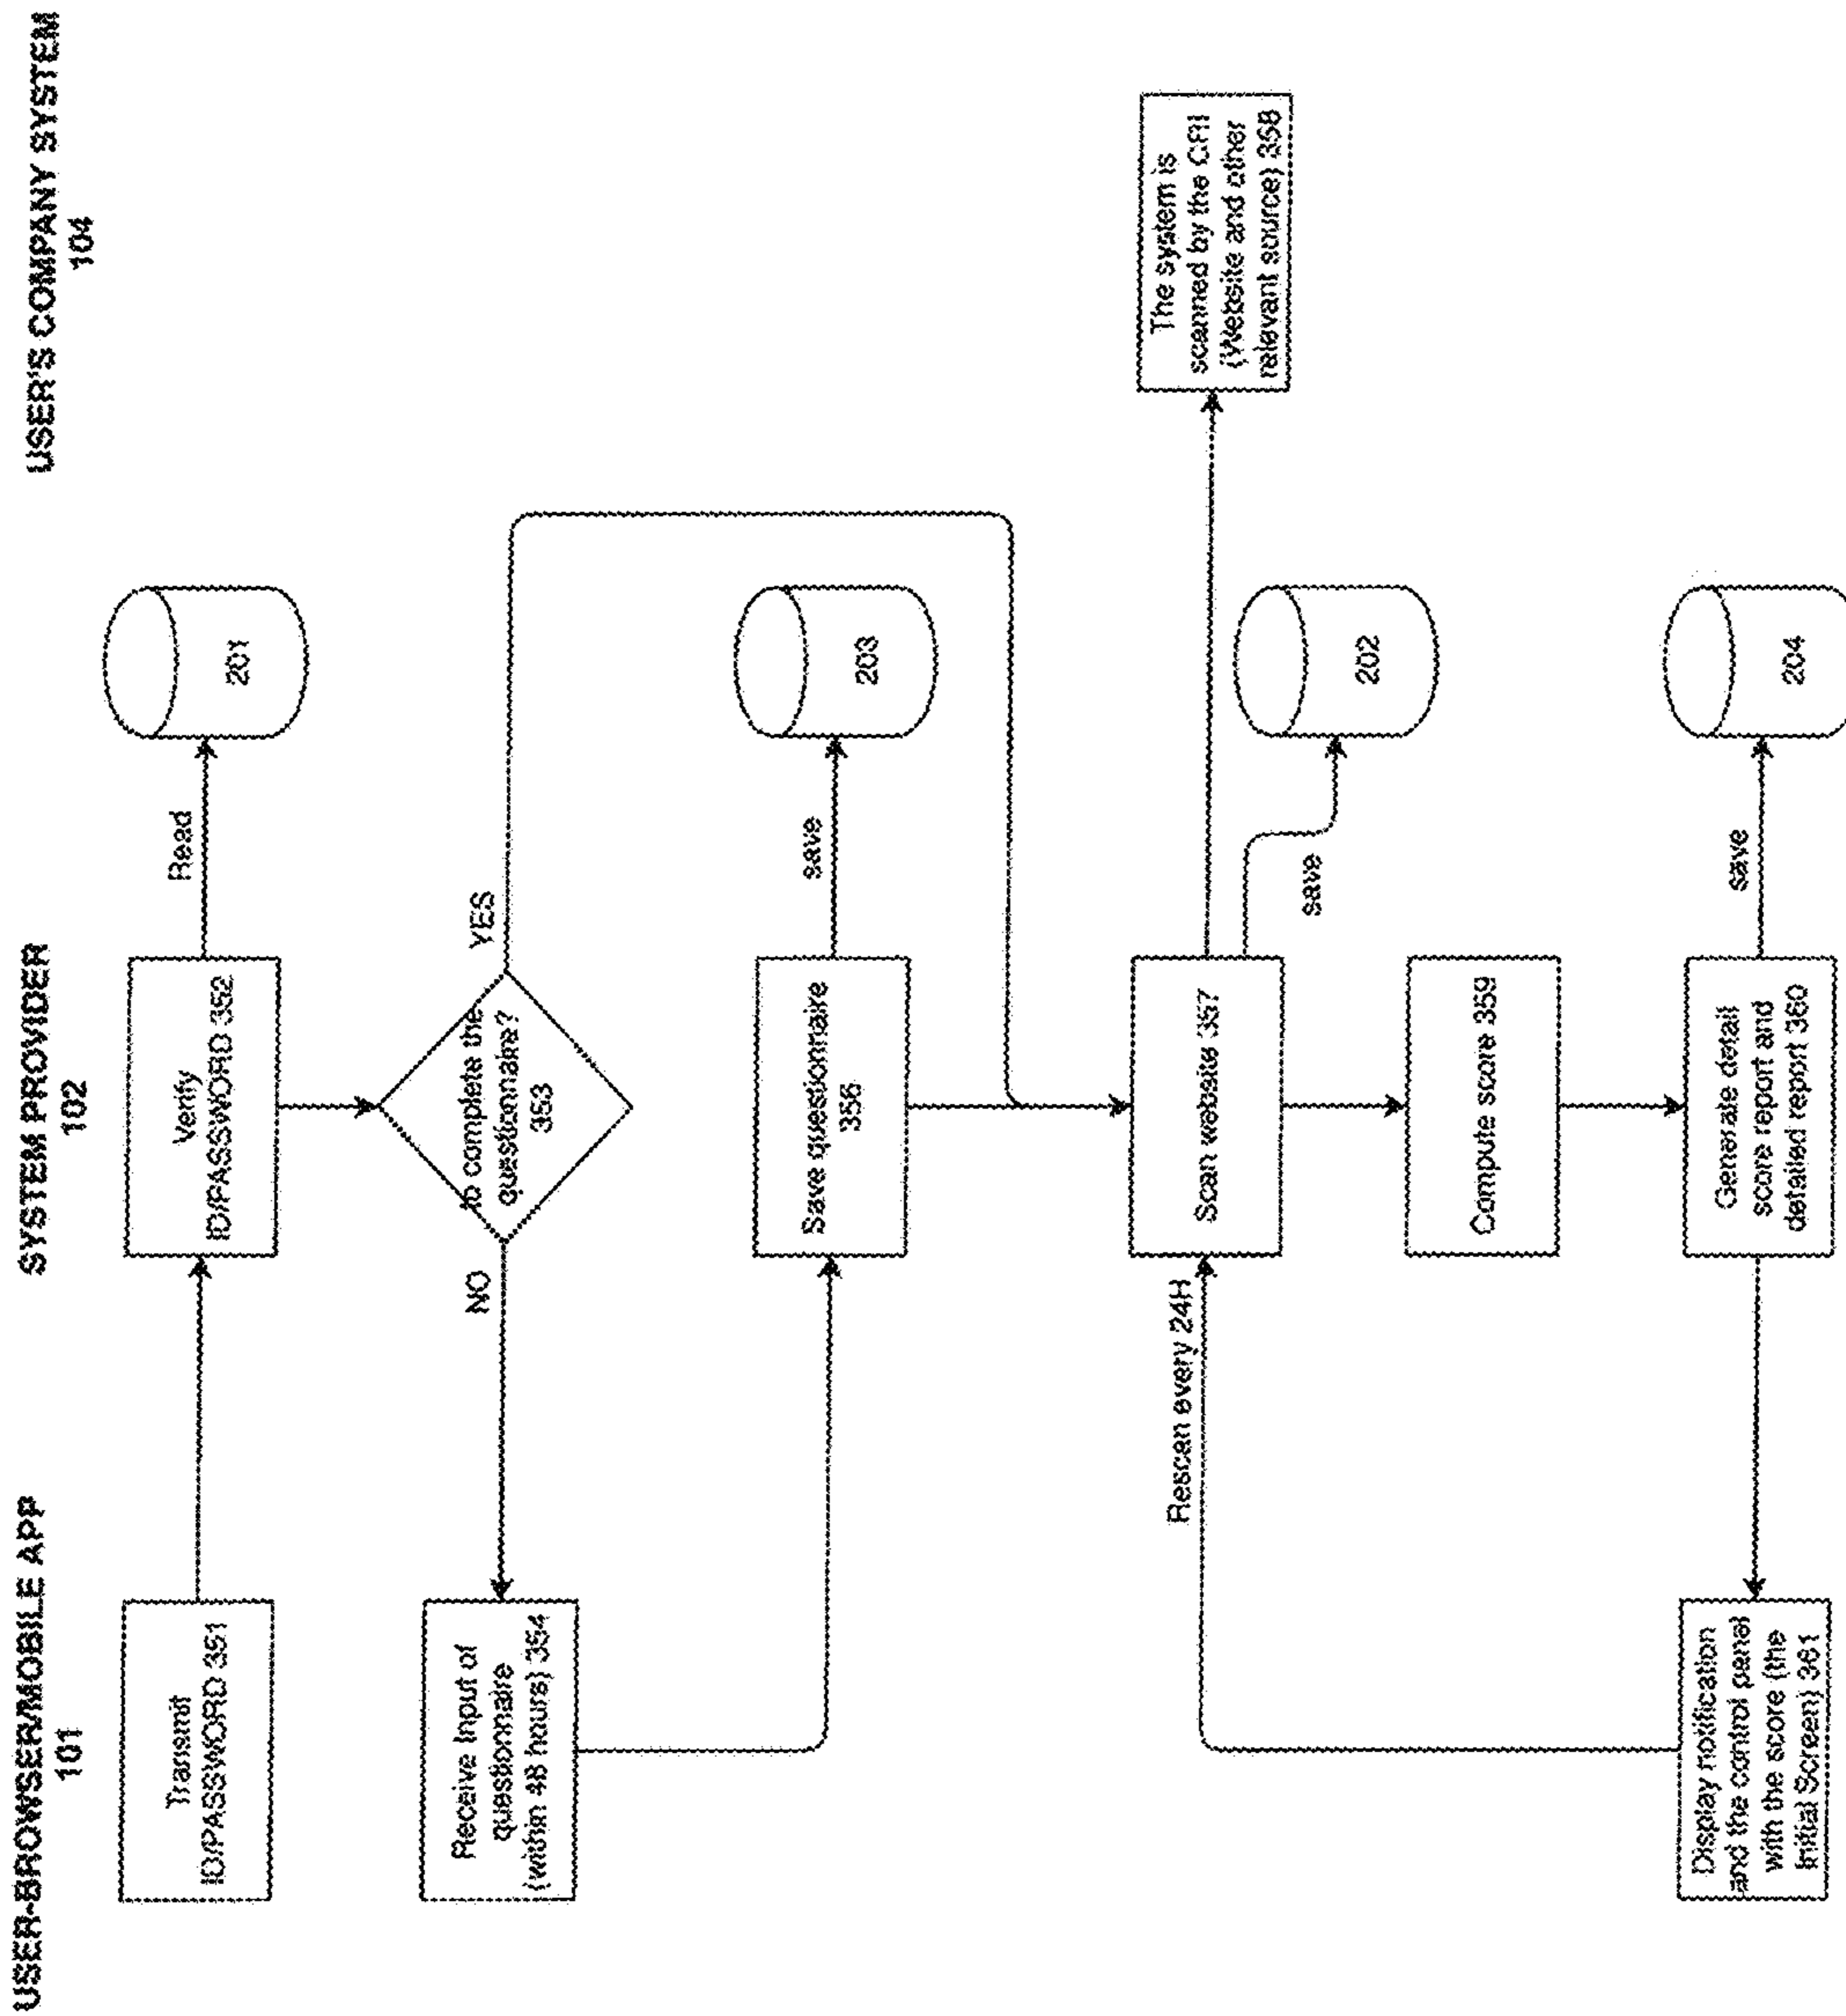 USER-BROWSER/MOBILE APP
101
SYSTEM PROVIDER
102
USER'S COMPANY SYSTEM
104
Transmit
ID/PASSWORD 351
Verify
ID/PASSWORD 352
Read
201
to complete the
questionnaire?
353
NO
YES
Receive Input of
questionnaire
(within 48 hours) 354
Save questionnaire
356
save
203
Rescan every 24H
Scan website 357
The system is
scanned by the CRI
(Website and other
relevant source) 358
save
202
Compute score 359
Generate detail
score report and
detailed report 360
save
204
Display notification
and the control panel
with the score (the
Initial Screen) 361